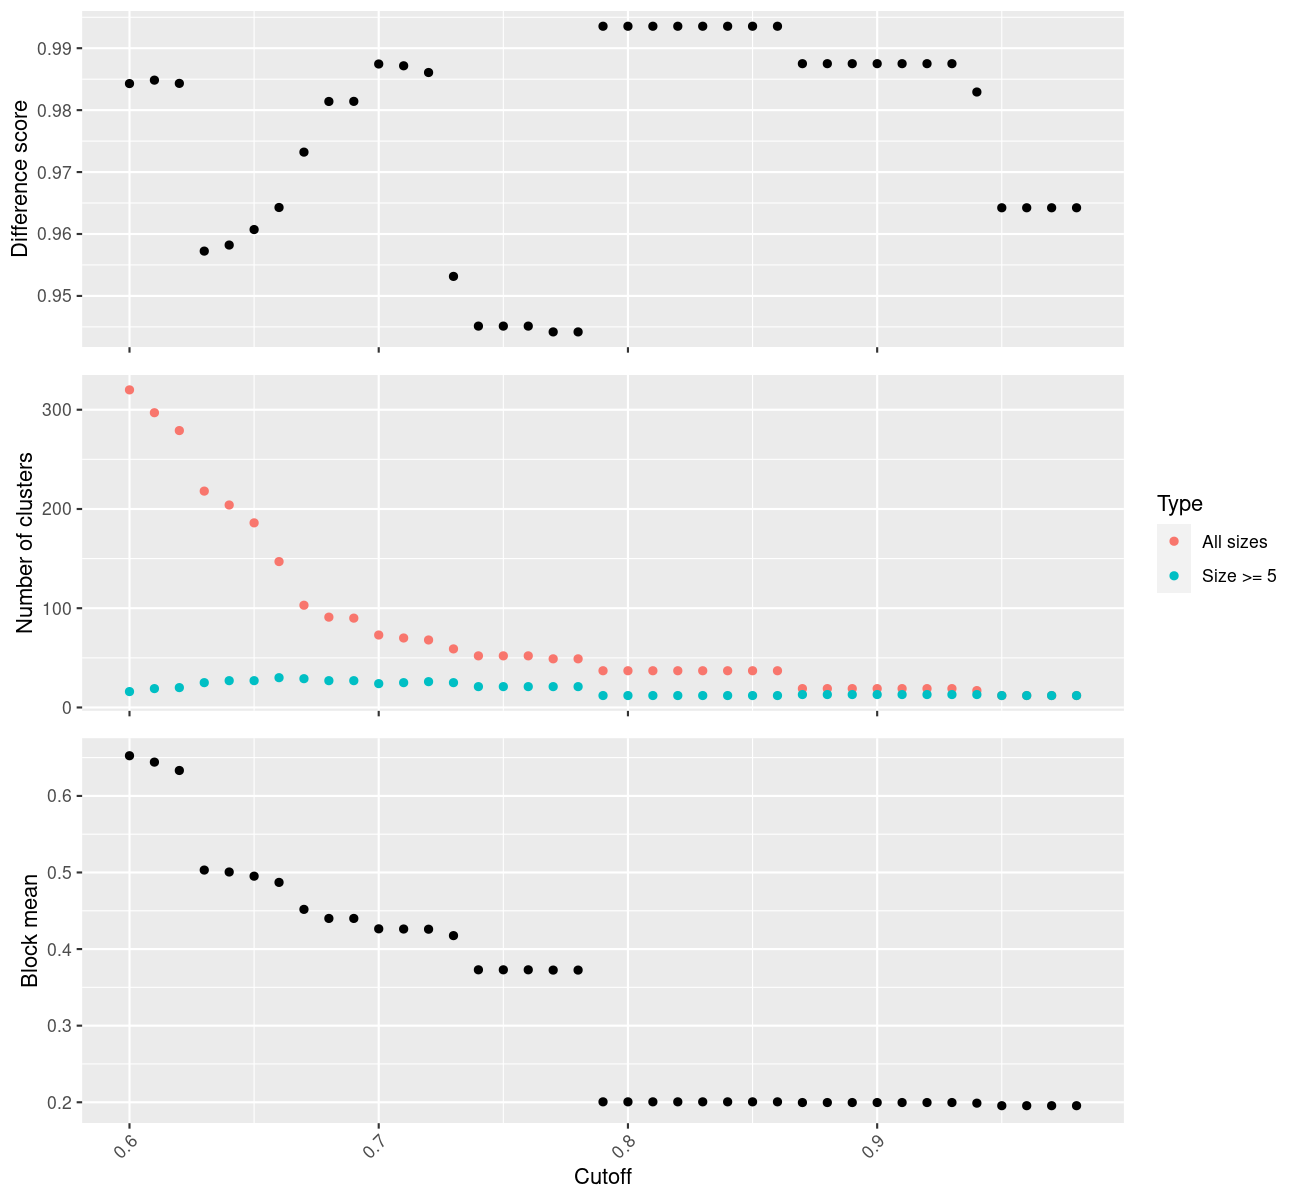 Difference score
0.99
0.98
0.97
0.96
0.95
Number of clusters
300
200
100
0
Type
All sizes
Size >= 5
Block mean
0.6
0.5
0.4
0.3
0.2
0.6 0.7 0.8 0.9
Cutoff